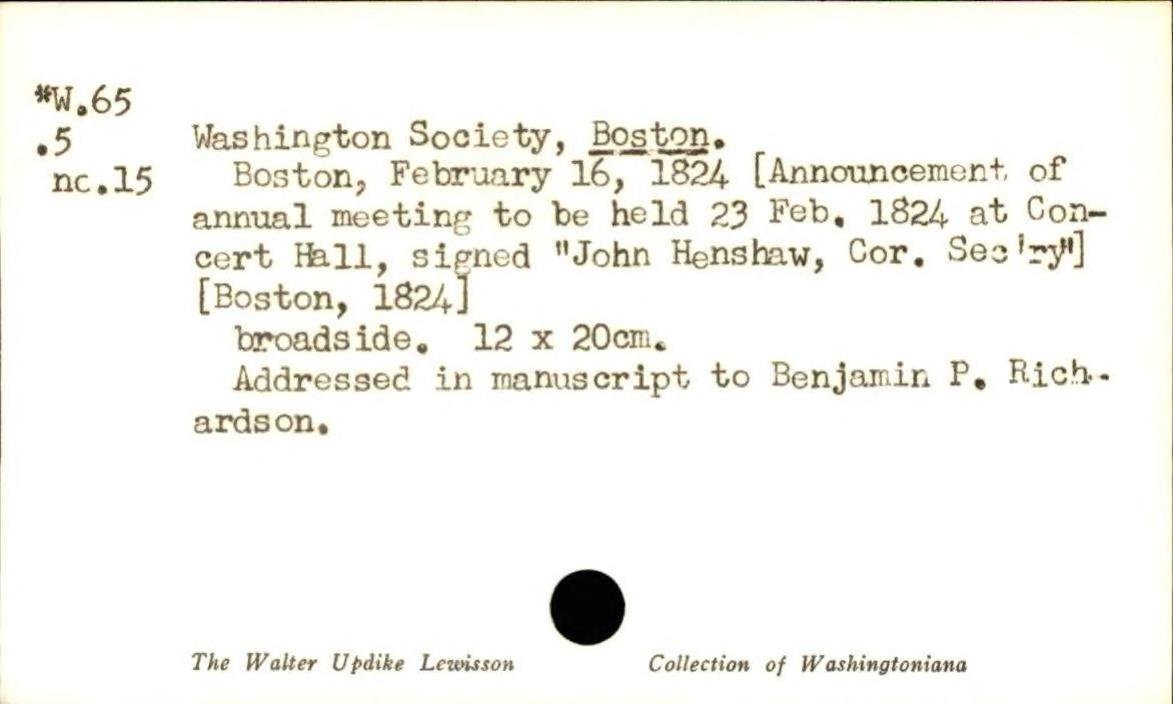 *W.65
.5
nc.15
Washington Society, Boston.
Boston, February 16, 1824 [Announcement of
annual meeting to be held 23 Feb. 1824 at Con-
cert Hall, signed "John Henshaw, Cor. Sec'ry"]
[Boston, 1824]
broadside. 12 x 20cm.
Addressed in manuscript to Benjamin P. Rich-
ardson.
The Walter Updike Lewisson Collection of Washingtoniana